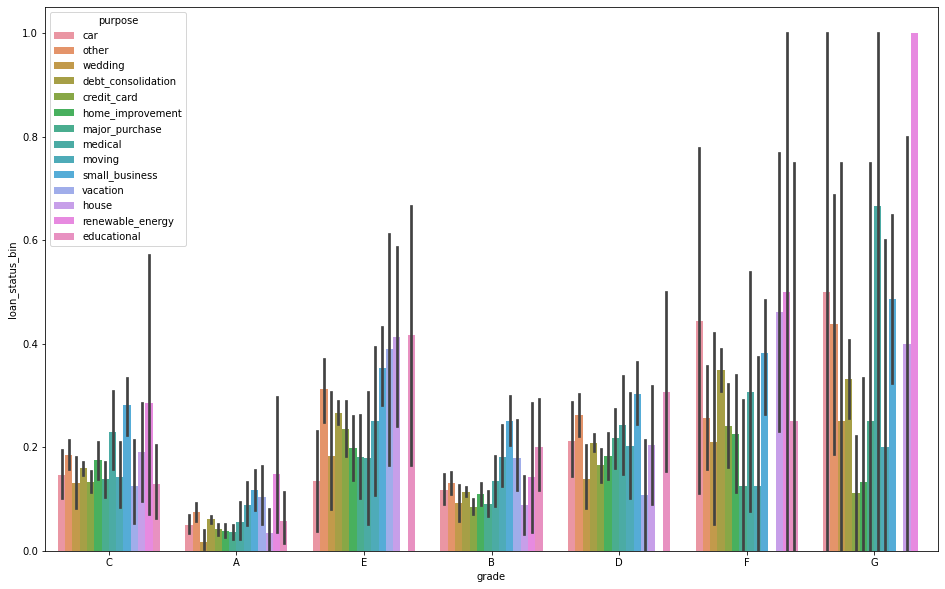 purpose
car
other
wedding
debt_consolidation
credit_card
home_improvement
major_purchase
medical
moving
small_business
vacation
house
renewable_energy
educational
1.0
0.8
0.6
0.4
0.2
0.0
loan_status_bin
C A E B D F G
grade